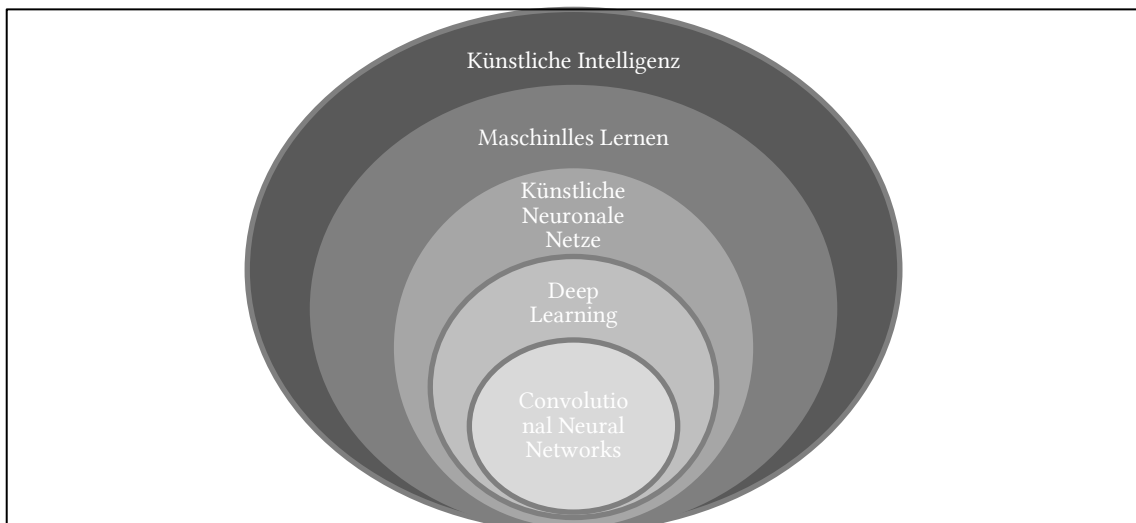 Künstliche Intelligenz
Maschinlles Lernen
Künstliche
Neuronale
Netze
Deep
Learning
Convolutio
nal Neural
Networks